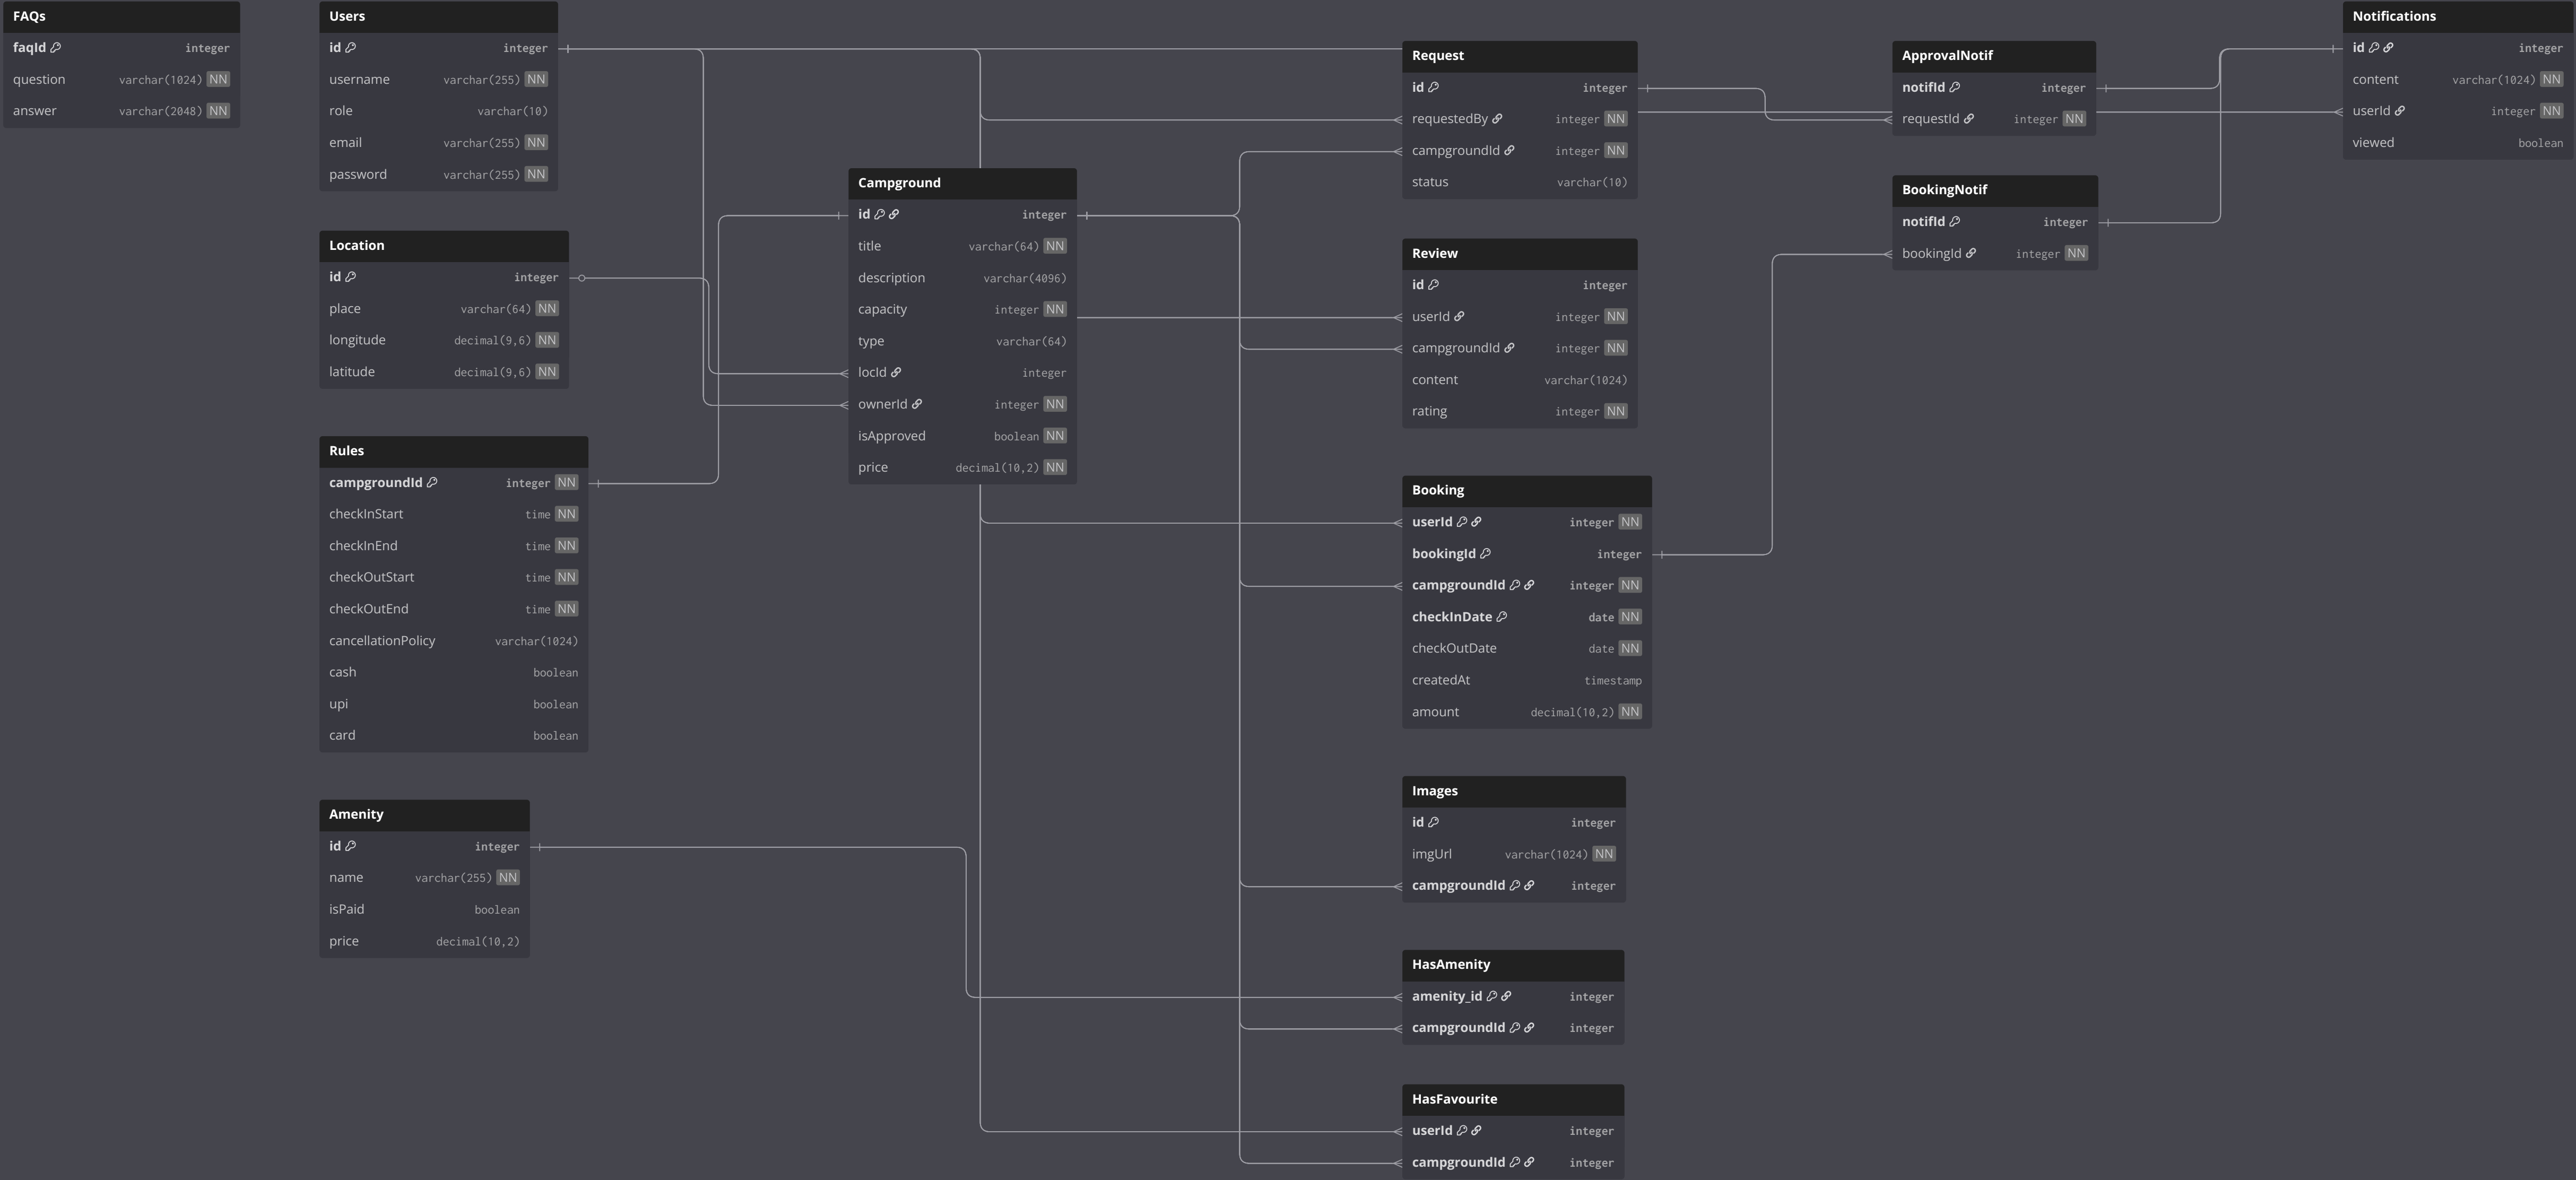 FAQs
faqId integer
question varchar(1024) NN
answer varchar(2048) NN
Users
id integer
username varchar(255) NN
role varchar(10)
email varchar(255) NN
password varchar(255) NN
Location
id integer
place varchar(64) NN
longitude decimal(9,6) NN
latitude decimal(9,6) NN
Rules
campgroundId integer NN
checkInStart time NN
checkInEnd time NN
checkOutStart time NN
checkOutEnd time NN
cancellationPolicy varchar(1024)
cash boolean
upi boolean
card boolean
Amenity
id integer
name varchar(255) NN
isPaid boolean
price decimal(10,2)
Campground
id integer
title varchar(64) NN
description varchar(4096)
capacity integer NN
type varchar(64)
locId integer
ownerId integer NN
isApproved boolean NN
price decimal(10,2) NN
Request
id integer
requestedBy integer NN
campgroundId integer NN
status varchar(10)
Review
id integer
userId integer NN
campgroundId integer NN
content varchar(1024)
rating integer NN
Booking
userId integer NN
bookingId integer
campgroundId integer NN
checkInDate date NN
checkOutDate date NN
createdAt timestamp
amount decimal(10,2) NN
Images
id integer
imgUrl varchar(1024) NN
campgroundId integer
HasAmenity
amenity_id integer
campgroundId integer
HasFavourite
userId integer
campgroundId integer
ApprovalNotif
notifId integer
requestId integer NN
BookingNotif
notifId integer
bookingId integer NN
Notifications
id integer
content varchar(1024) NN
userId integer NN
viewed boolean